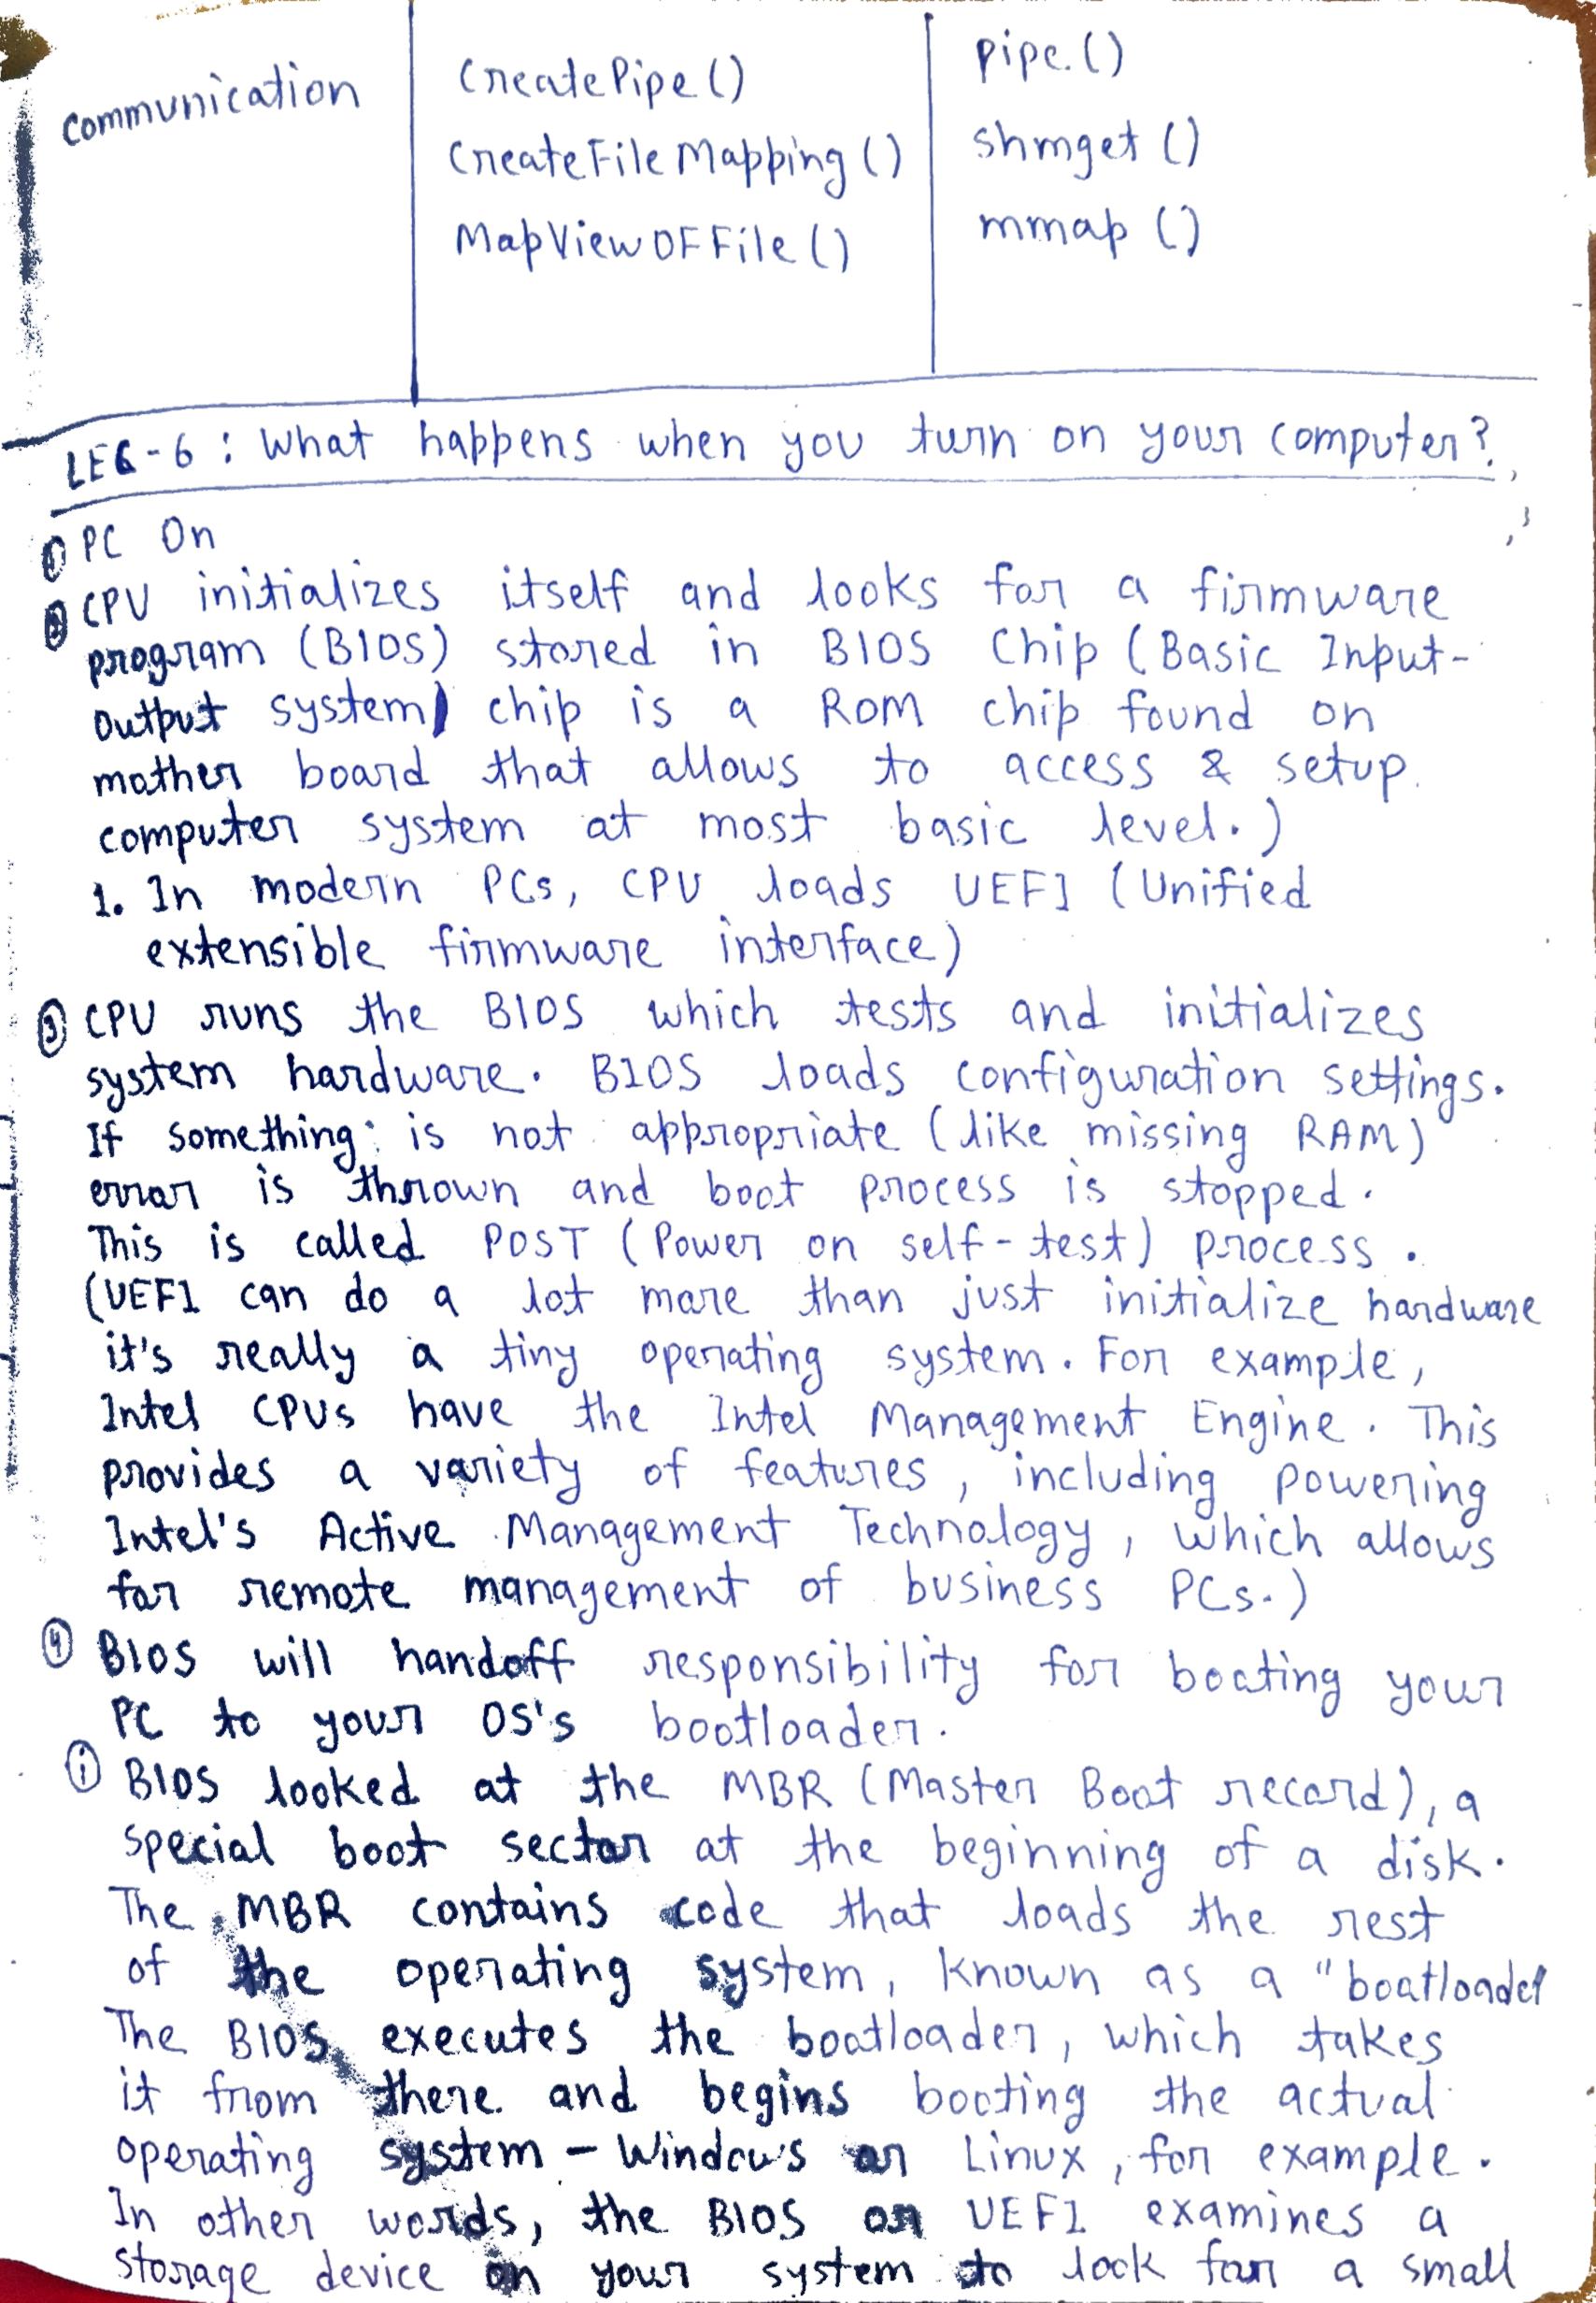 communication
CreatePipe()
CreateFileMapping()
MapViewOFFile()
pipe()
shmget()
mmap()
LEC-6: What happens when you turn on your computer?
① PC On
② CPU initializes itself and looks for a firmware
program (BIOS) stored in BIOS Chip (Basic Input-
Output system) chip is a ROM chip found on
mother board that allows to access & setup.
computer system at most basic level.)
1. In modern PCs, CPU loads UEFI (Unified
extensible firmware interface)
③ CPU runs the BIOS which tests and initializes
system hardware. BIOS loads configuration settings.
If something is not appropriate (like missing RAM)
error is thrown and boot process is stopped.
This is called POST (Power on self-test) process.
(UEFI can do a lot more than just initialize hardware
it's really a tiny operating system. For example,
Intel CPUs have the Intel Management Engine. This
provides a variety of features, including powering
Intel's Active Management Technology, which allows
for remote management of business PCs.)
④ BIOS will handoff responsibility for booting your
PC to your OS's bootloader.
① BIOS looked at the MBR (Master Boot record), a
special boot sector at the beginning of a disk.
The MBR contains code that loads the rest
of the operating system, known as a "bootloader
The BIOS executes the bootloader, which takes
it from there and begins booting the actual
operating system - Windows or Linux, for example.
In other words, the BIOS or UEFI examines a
storage device on your system to look for a small